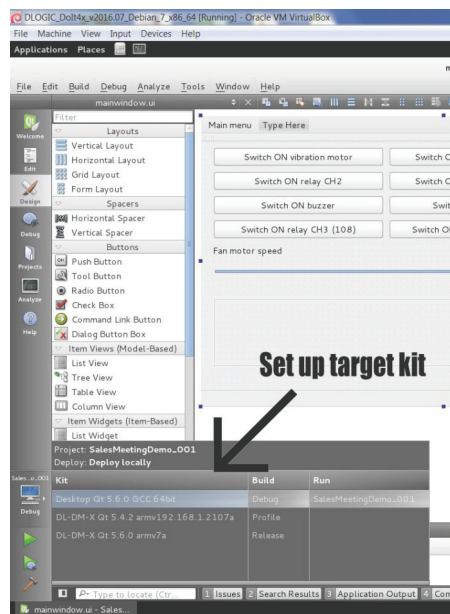 DLOGIC_DoIt4x_v2016.07_Debian_7_x86_64 [Running] - Oracle VM VirtualBox
File Machine View Input Devices Help
Applications Places
File Edit Build Debug Analyze Tools Window Help
mainwindow.ui
Welcome
Edit
Design
Debug
Projects
Analyze
Help
Filter
Layouts
Vertical Layout
Horizontal Layout
Grid Layout
Form Layout
Spacers
Horizontal Spacer
Vertical Spacer
Buttons
Push Button
Tool Button
Radio Button
Check Box
Command Link Button
Dialog Button Box
Item Views (Model-Based)
List View
Tree View
Table View
Column View
Item Widgets (Item-Based)
List Widget
Main menu Type Here
Switch ON vibration motor
Switch ON relay CH2
Switch ON buzzer
Switch ON relay CH3 (108)
Fan motor speed
Set up target kit
Project: SalesMeetingDemo_001
Deploy: Deploy locally
Kit Build Run
Desktop Qt 5.6.0 GCC 64bit Debug SalesMeetingDemo_001
DL-DM-X Qt 5.4.2 armv192.168.1.2107a Profile
DL-DM-X Qt 5.6.0 armv7a Release
Debug
Type to locate (Ctr...
1 Issues 2 Search Results 3 Application Output 4 Com
mainwindow.ui - Sales...